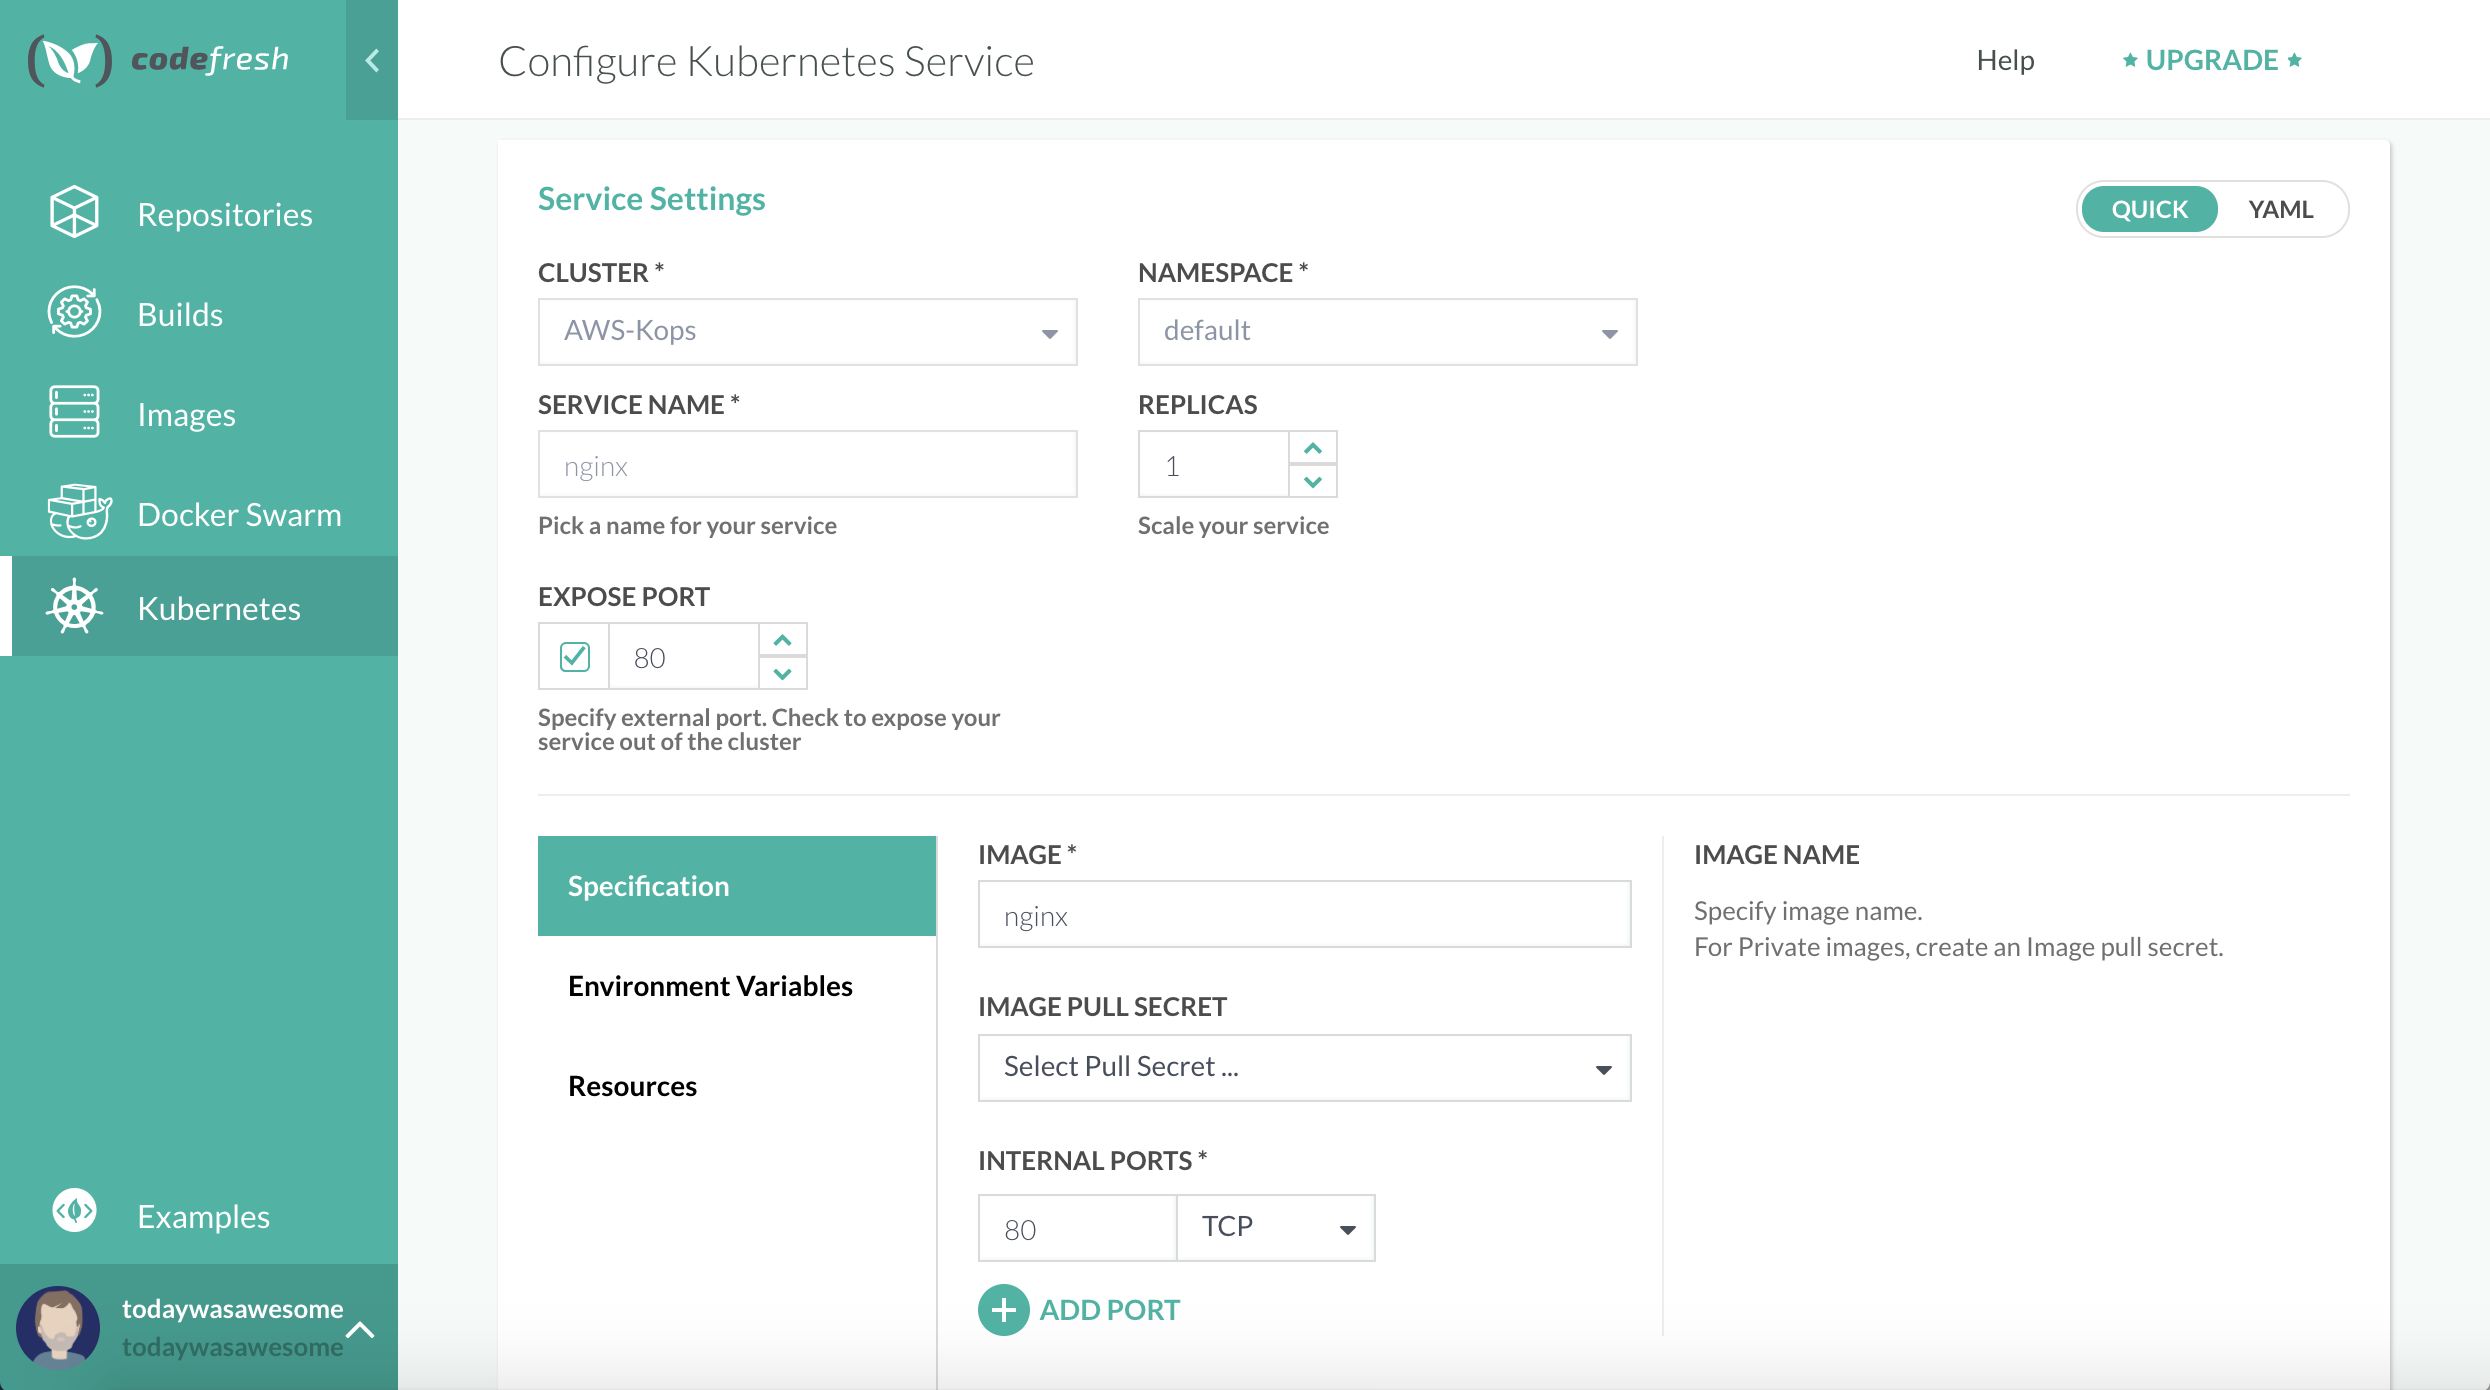 codefresh
Repositories
Builds
Images
Docker Swarm
Kubernetes
Examples
todaywasawesome
todaywasawesome
Configure Kubernetes Service
Help
UPGRADE
Service Settings
QUICK
YAML
CLUSTER *
AWS-Kops
NAMESPACE *
default
SERVICE NAME *
nginx
Pick a name for your service
REPLICAS
1
Scale your service
EXPOSE PORT
80
Specify external port. Check to expose your
service out of the cluster
Specification
Environment Variables
Resources
IMAGE *
nginx
IMAGE PULL SECRET
Select Pull Secret ...
INTERNAL PORTS *
80
TCP
ADD PORT
IMAGE NAME
Specify image name.
For Private images, create an Image pull secret.